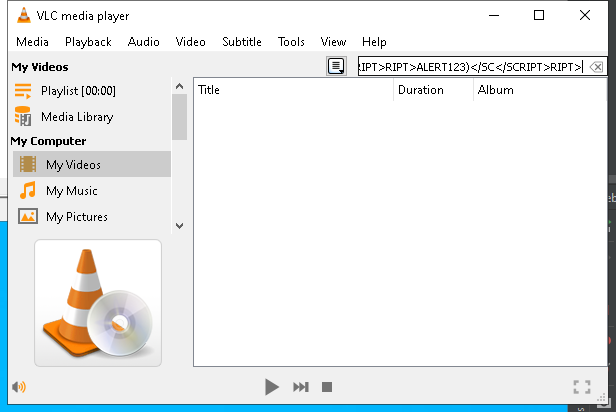 VLC media player
Media Playback Audio Video Subtitle Tools View Help
My Videos
RIPT>RIPT>ALERT123)</SC</SCRIPT>RIPT>
Playlist [00:00]
Media Library
My Computer
My Videos
My Music
My Pictures
Title Duration Album